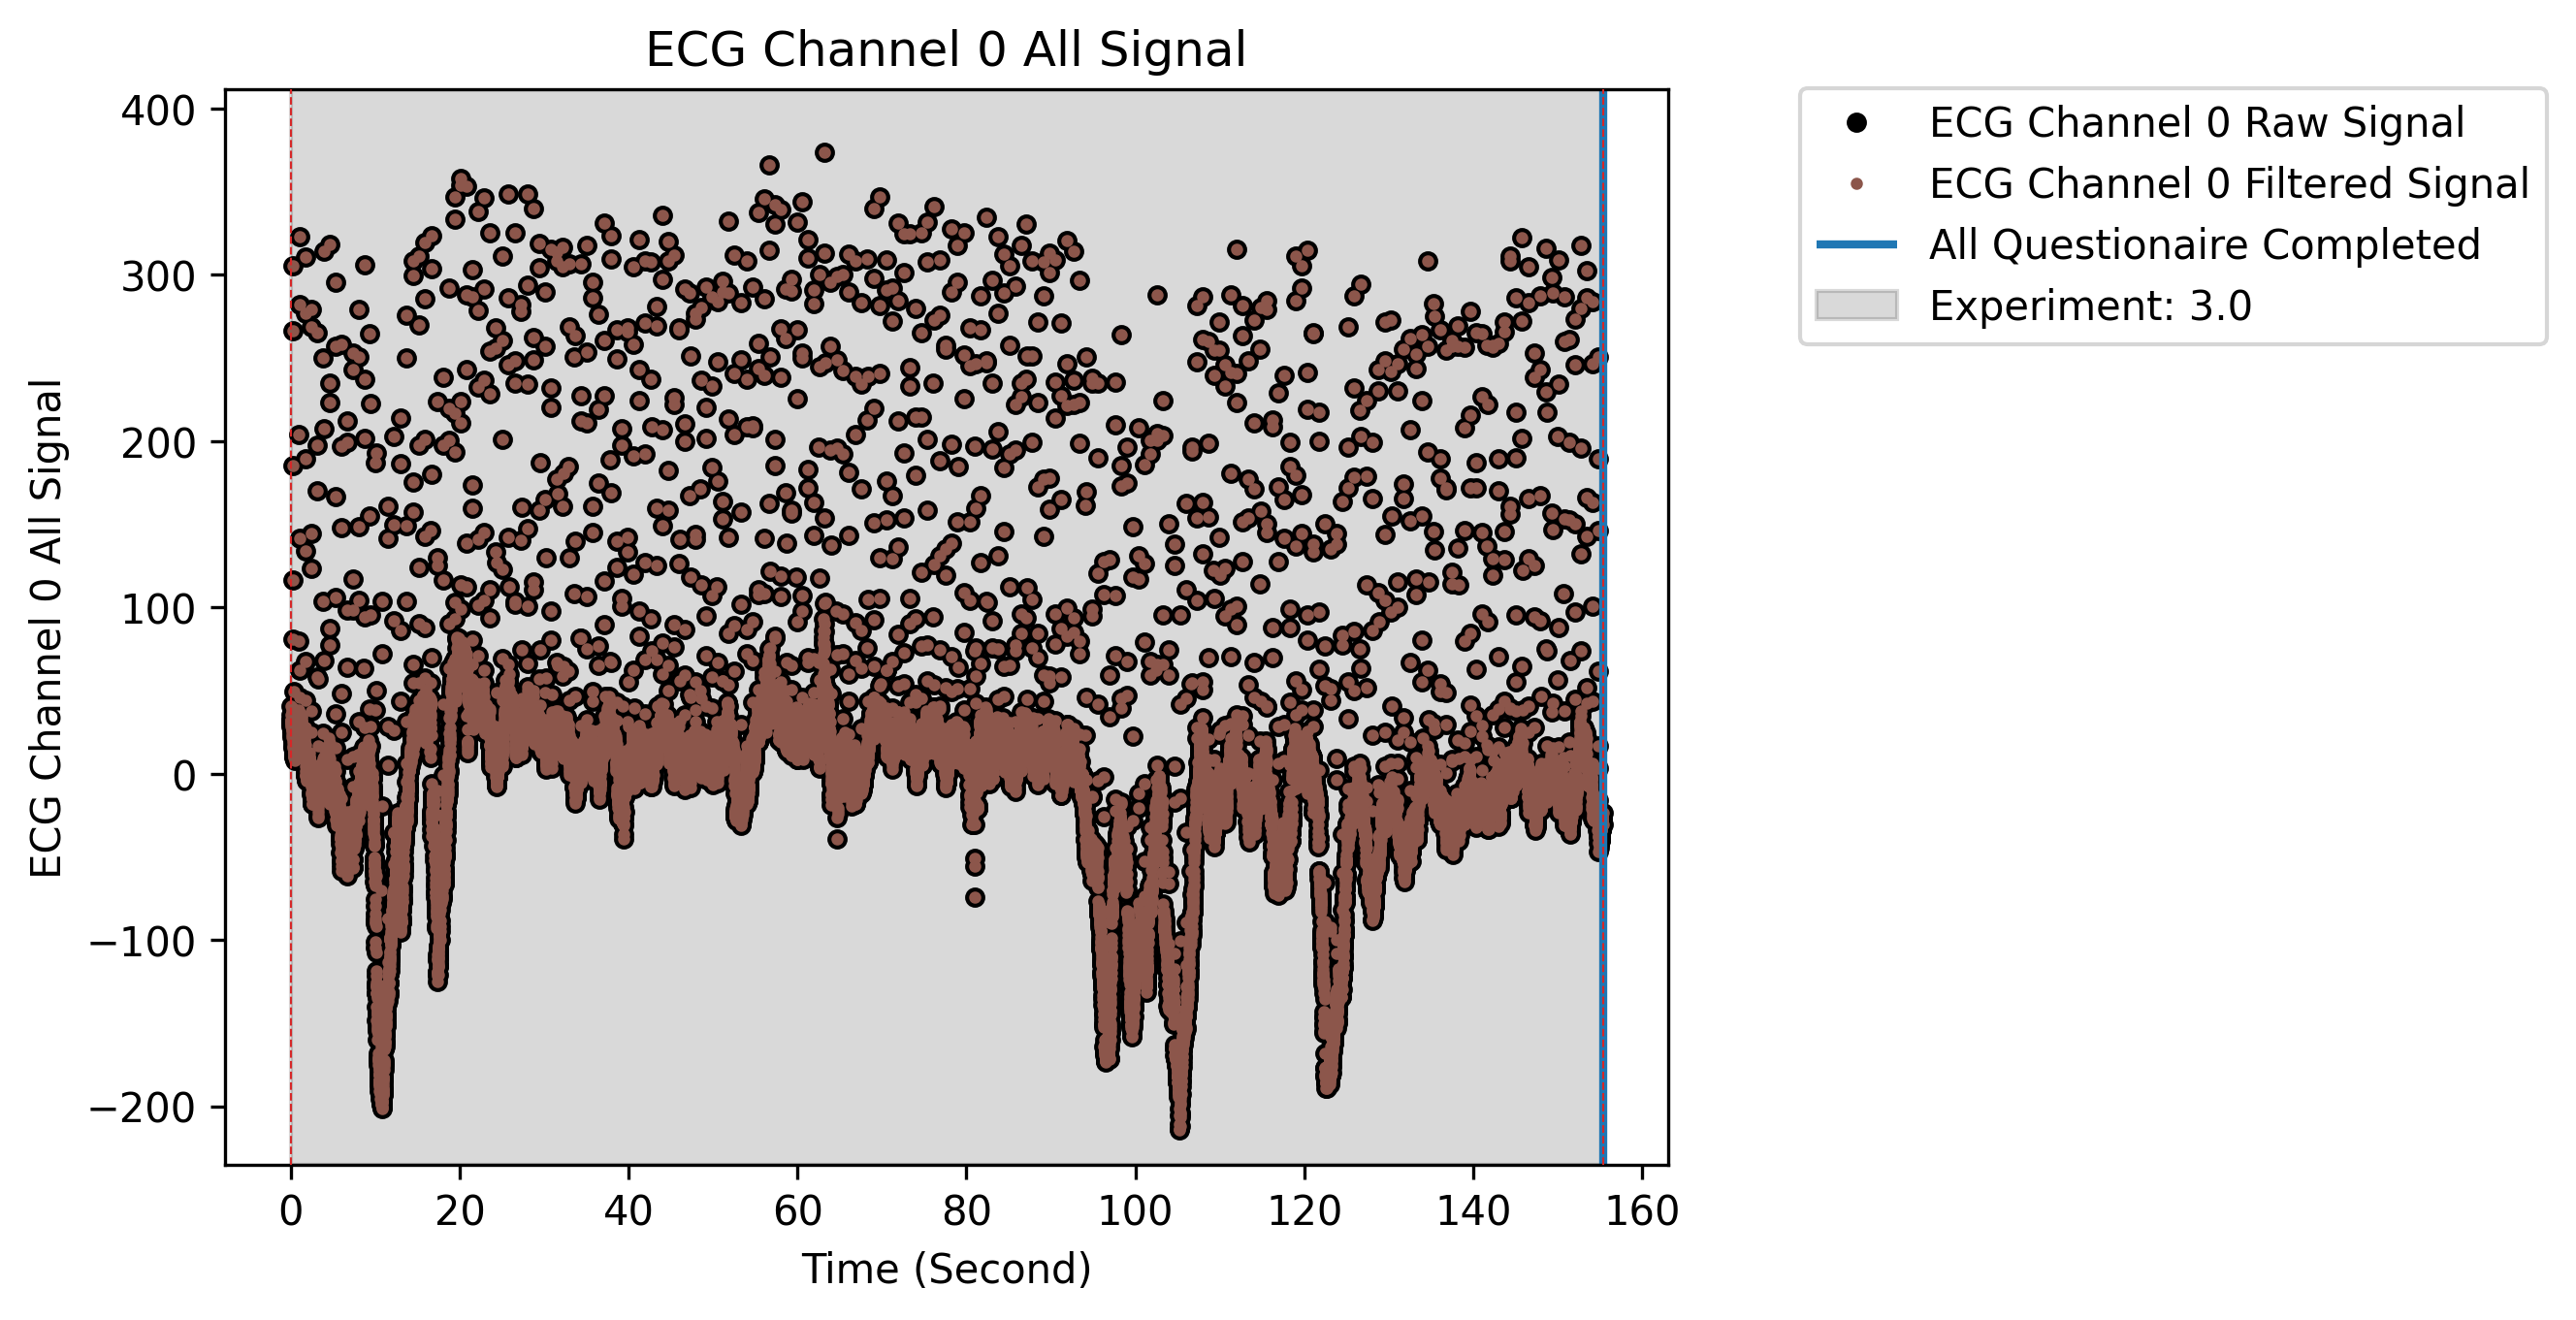 ECG Channel 0 All Signal
ECG Channel 0 Raw Signal
ECG Channel 0 Filtered Signal
All Questionaire Completed
Experiment: 3.0
ECG Channel 0 All Signal
400
300
200
100
0
−100
−200
0 20 40 60 80 100 120 140 160
Time (Second)